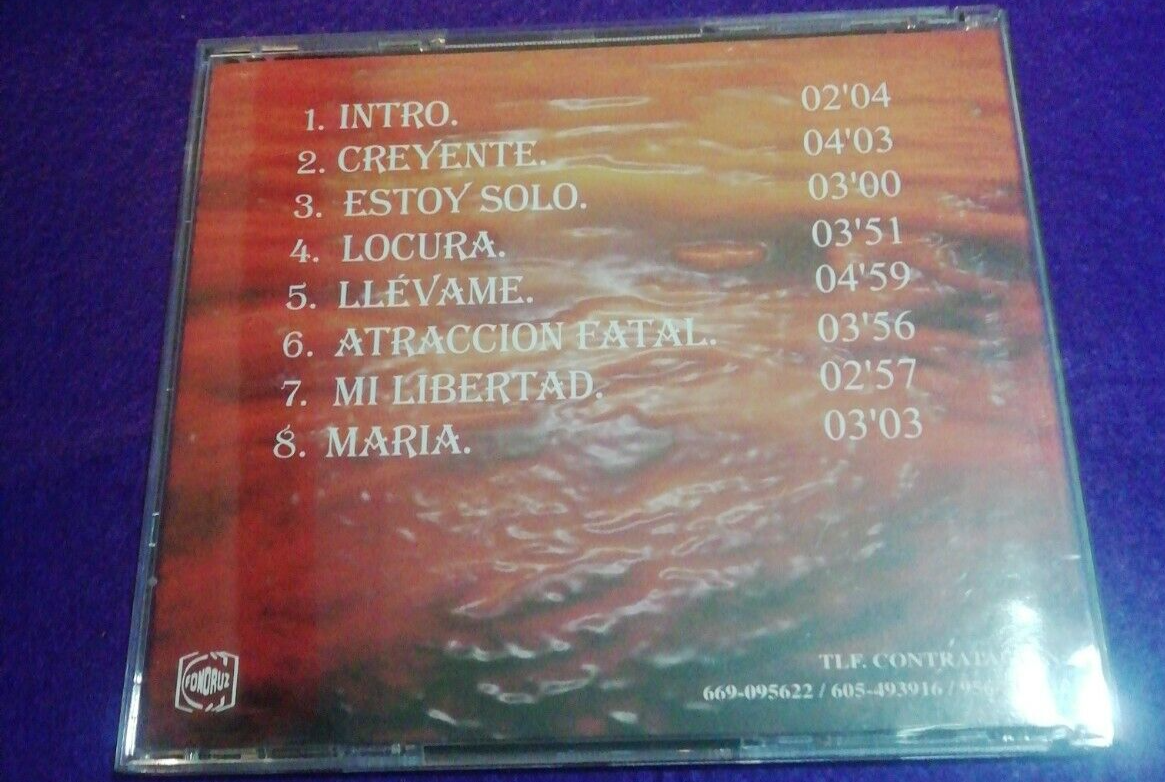 1. INTRO. 02'04
2. CREYENTE. 04'03
3. ESTOY SOLO. 03'00
4. LOCURA. 03'51
5. LLÉVAME. 04'59
6. ATRACCION FATAL. 03'56
7. MI LIBERTAD. 02'57
8. MARIA. 03'03
FONORUZ
TLF.
669-095622 / 605-493916 /